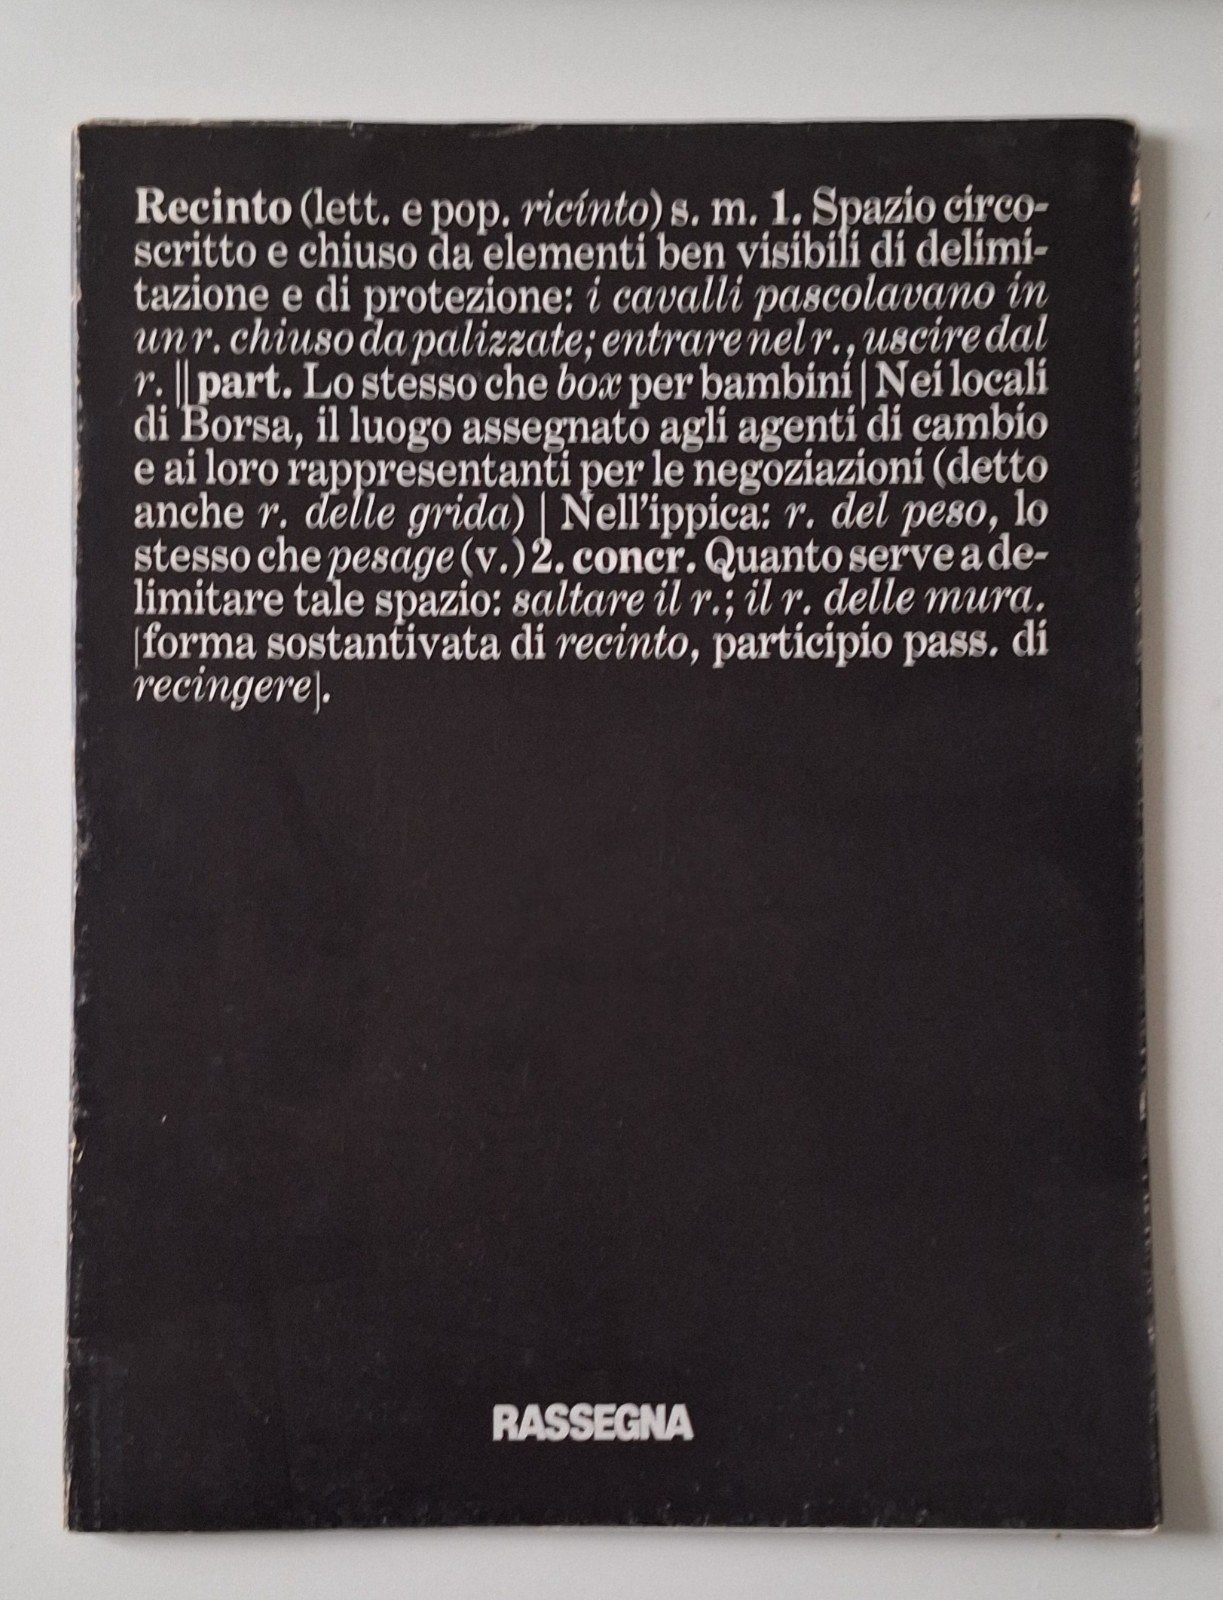 Recinto (lett. e pop. ricínto) s. m. 1. Spazio circo-
scritto e chiuso da elementi ben visibili di delimi-
tazione e di protezione: i cavalli pascolavano in
un r. chiuso da palizzate; entrare nel r., uscire dal
r. || part. Lo stesso che box per bambini | Nei locali
di Borsa, il luogo assegnato agli agenti di cambio
e ai loro rappresentanti per le negoziazioni (detto
anche r. delle grida) | Nell'ippica: r. del peso, lo
stesso che pesage (v.) 2. concr. Quanto serve a de-
limitare tale spazio: saltare il r.; il r. delle mura.
[forma sostantivata di recinto, participio pass. di
recingere].
RASSEGNA